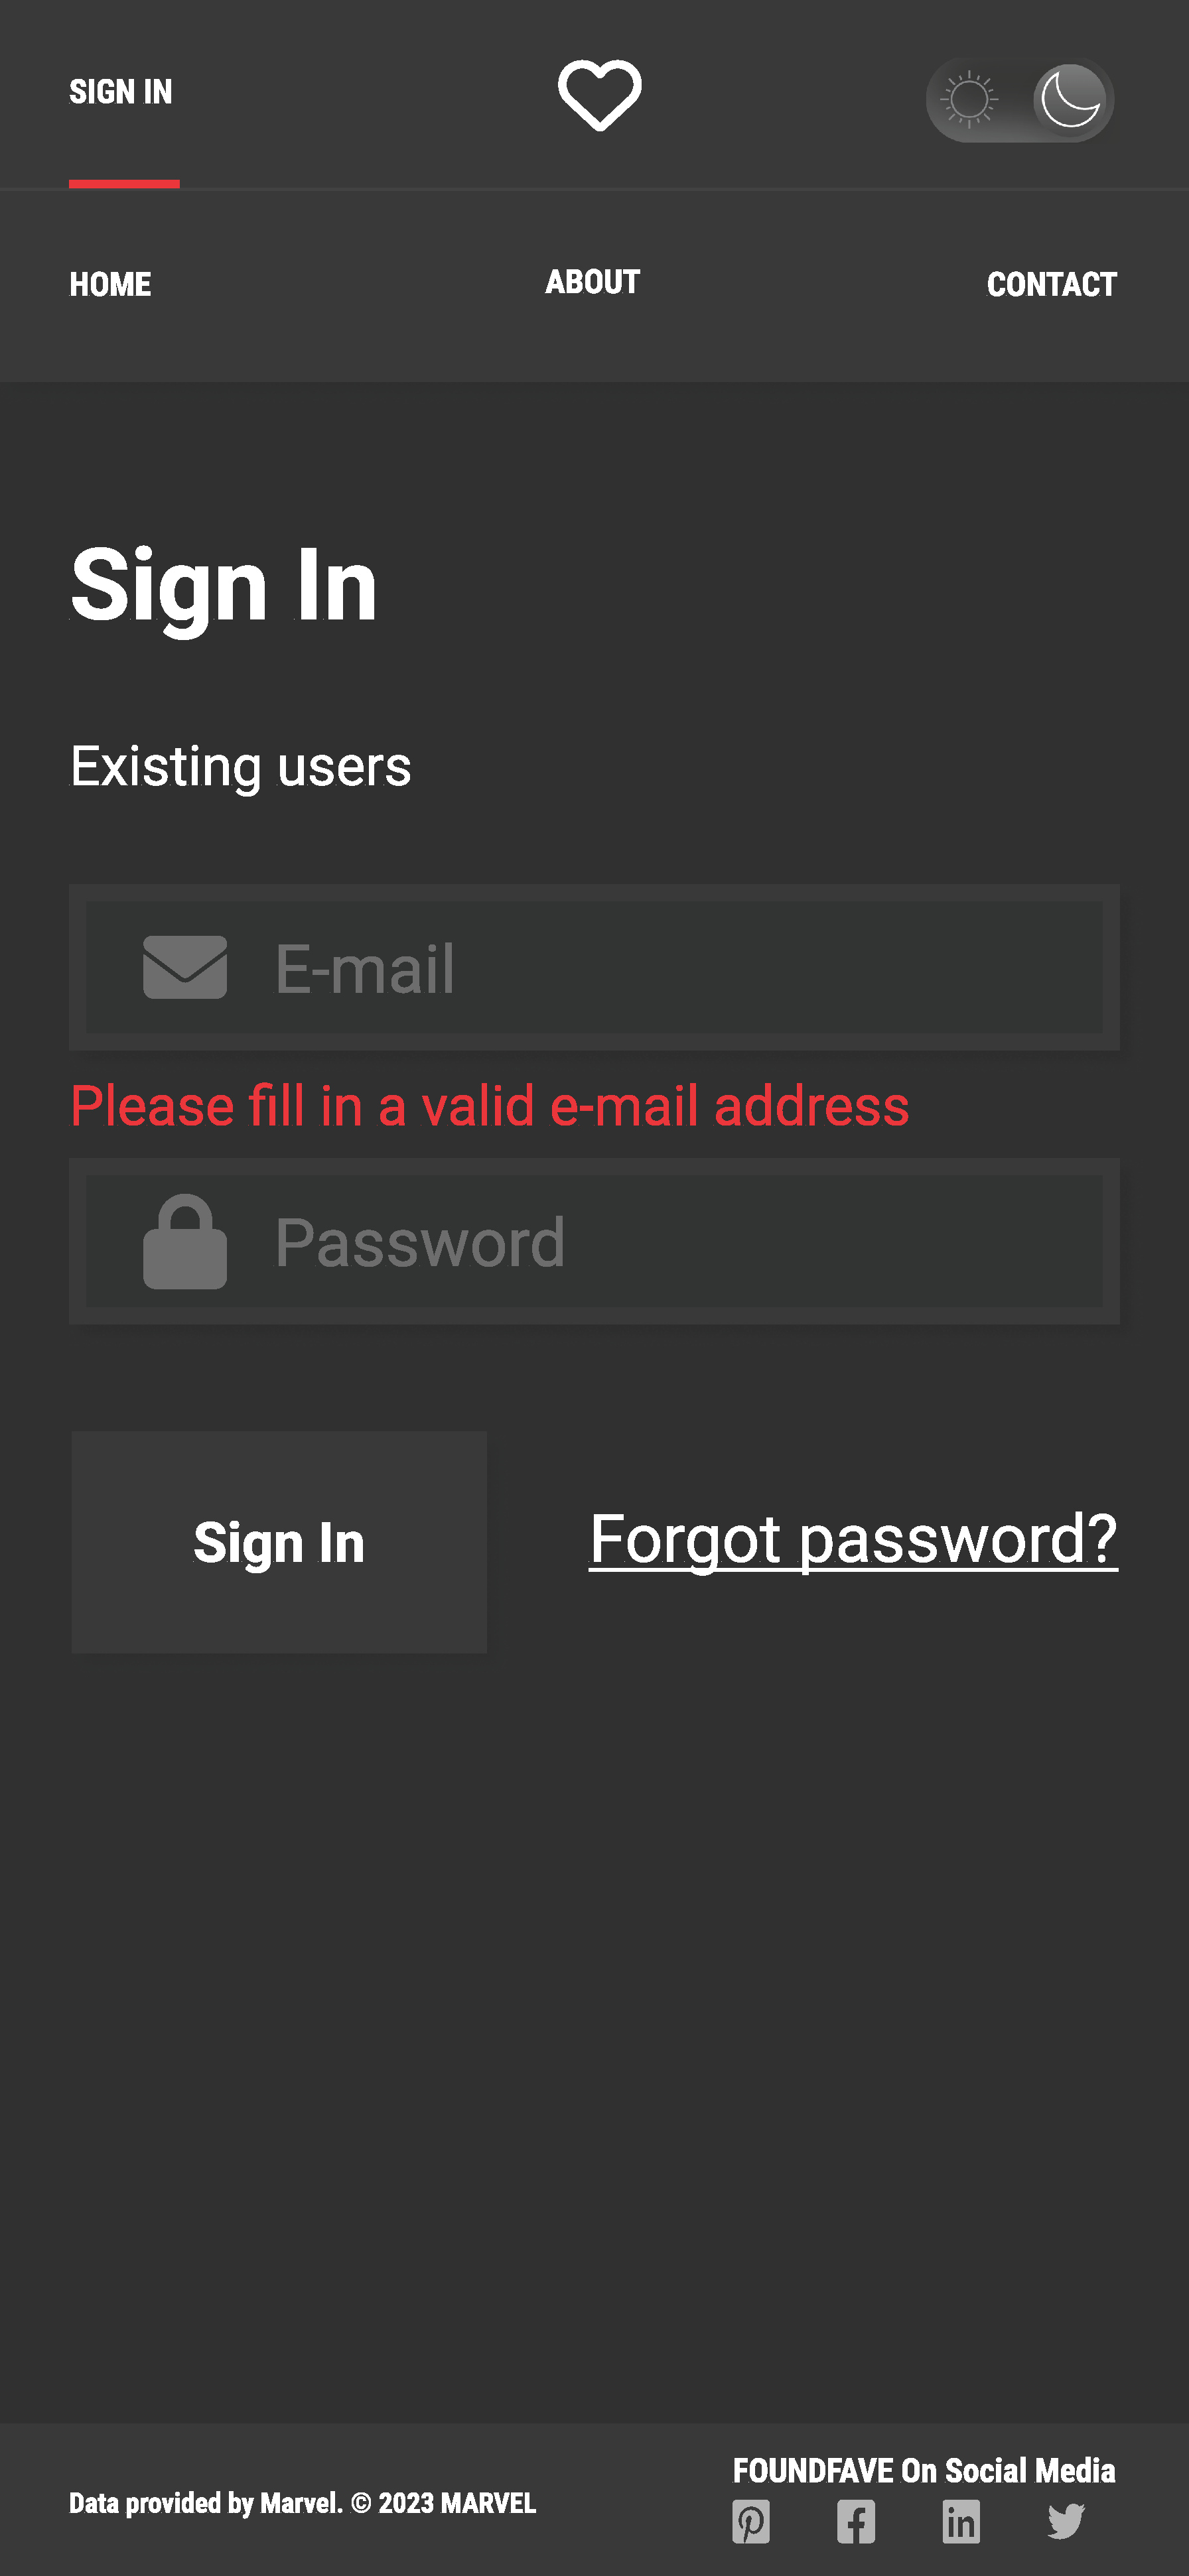 SIGN IN
HOME
ABOUT
CONTACT
Sign In
Existing users
E-mail
Please fill in a valid e-mail address
Password
Sign In
Forgot password?
Data provided by Marvel. © 2023 MARVEL
FOUNDFAVE On Social Media